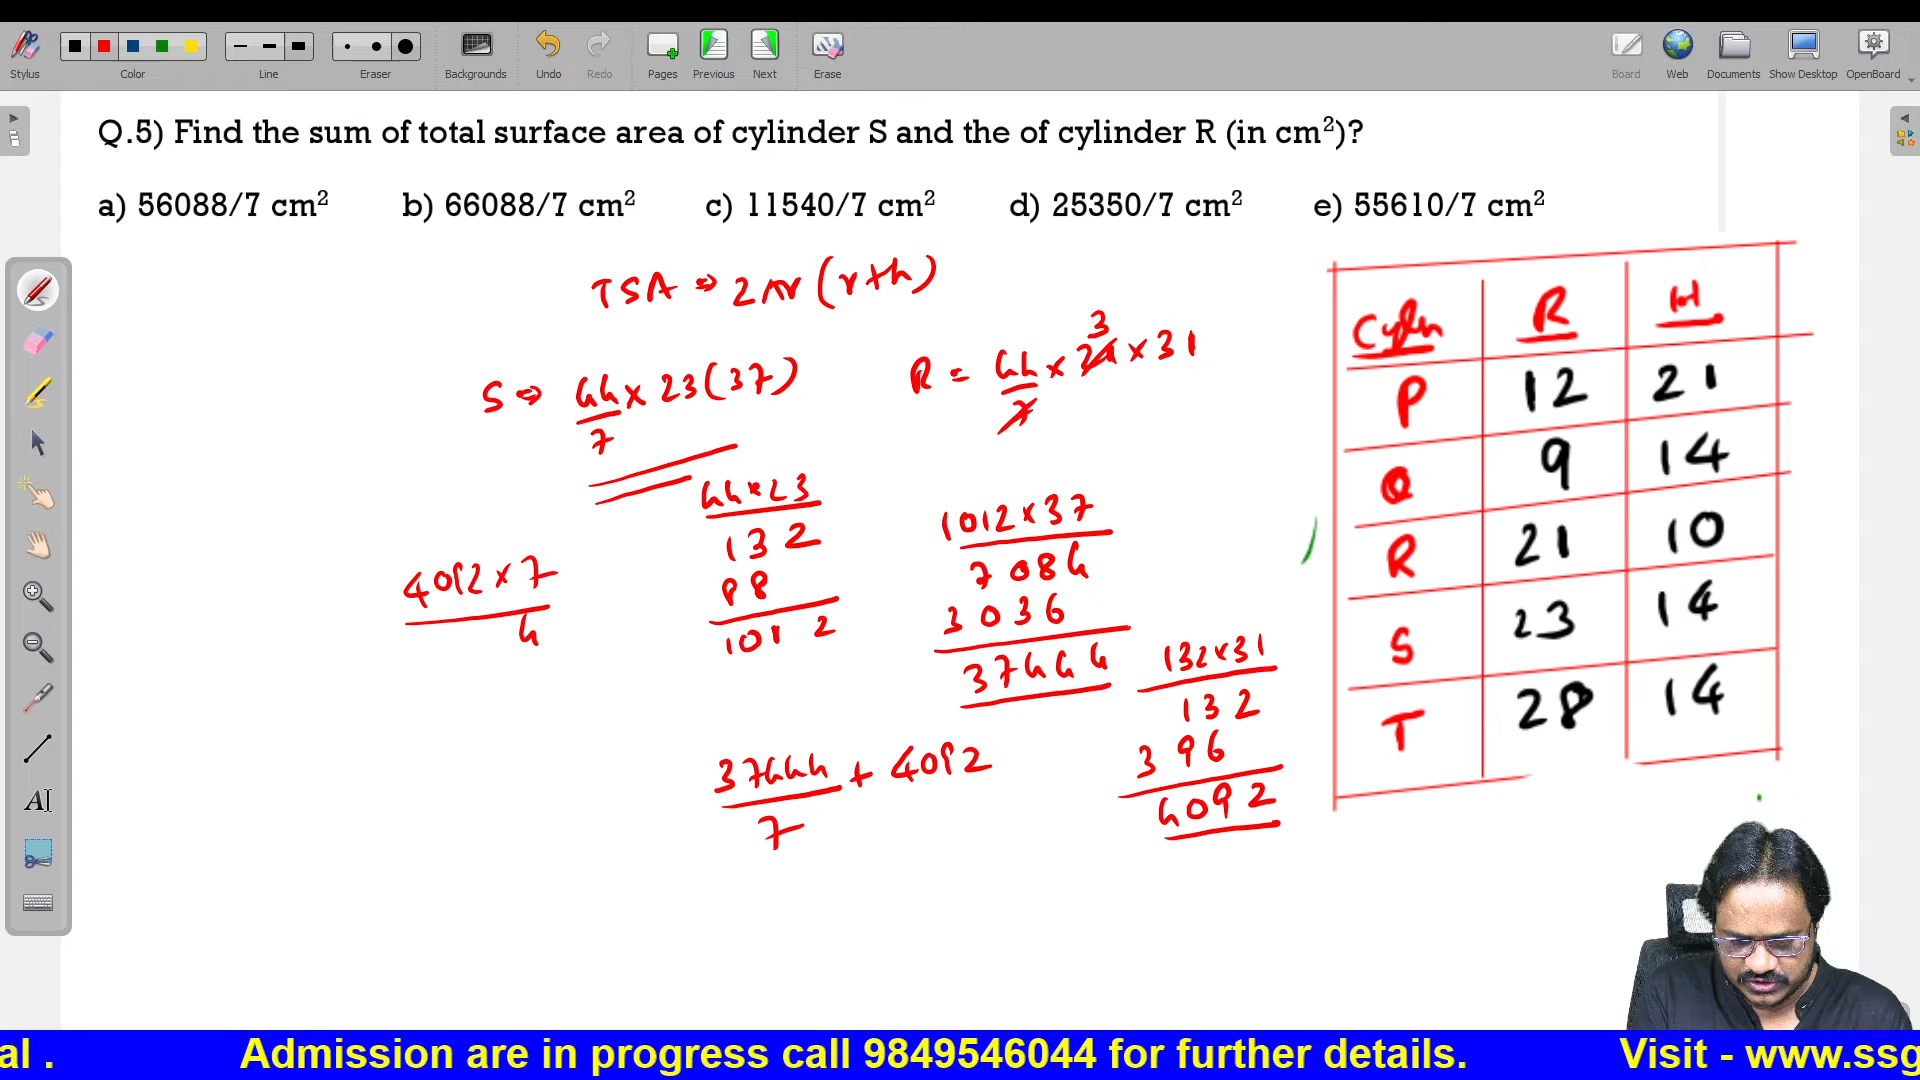 Stylus
Color
Line
Eraser
Backgrounds
Undo
Redo
Pages
Previous
Next
Erase
Board
Web
Documents
Show Desktop
OpenBoard
Q.5) Find the sum of total surface area of cylinder S and the of cylinder R (in cm²)?
a) 56088/7 cm² b) 66088/7 cm² c) 11540/7 cm² d) 25350/7 cm² e) 55610/7 cm²
TSA ⇒ 2πr (r+h)
S ⇒ 44/7 × 23 (37)
R = 44/7 × 21 × 31
3
44×23
132
88
1012
1012×37
7084
3036
37444
4092×7
4
132×31
132
396
4092
37444/7 + 4092
Cylin R H
P 12 21
Q 9 14
R 21 10
S 23 14
T 28 14
al . Admission are in progress call 9849546044 for further details. Visit - www.ssg